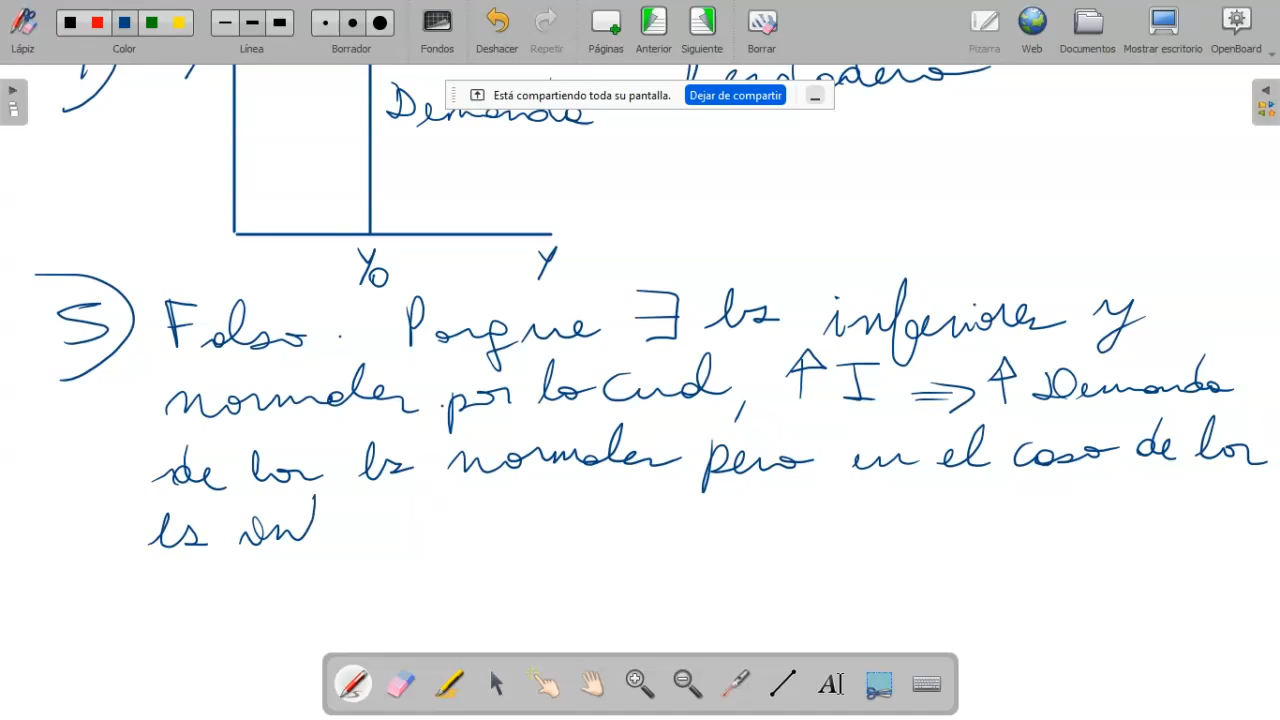 Lápiz
Color
Línea
Borrador
Fondos
Deshacer
Repetir
Páginas
Anterior
Siguiente
Borrar
Pizarra
Web
Documentos
Mostrar escritorio
OpenBoard
Está compartiendo toda su pantalla.
Dejar de compartir
1)
Demanda
Y0 Y
5) Falso. Porque ∃ bs inferiores y
normales por lo cual, ↑ I ⇒ ↑ Demanda
de los bs normales pero en el caso de los
bs in
AI